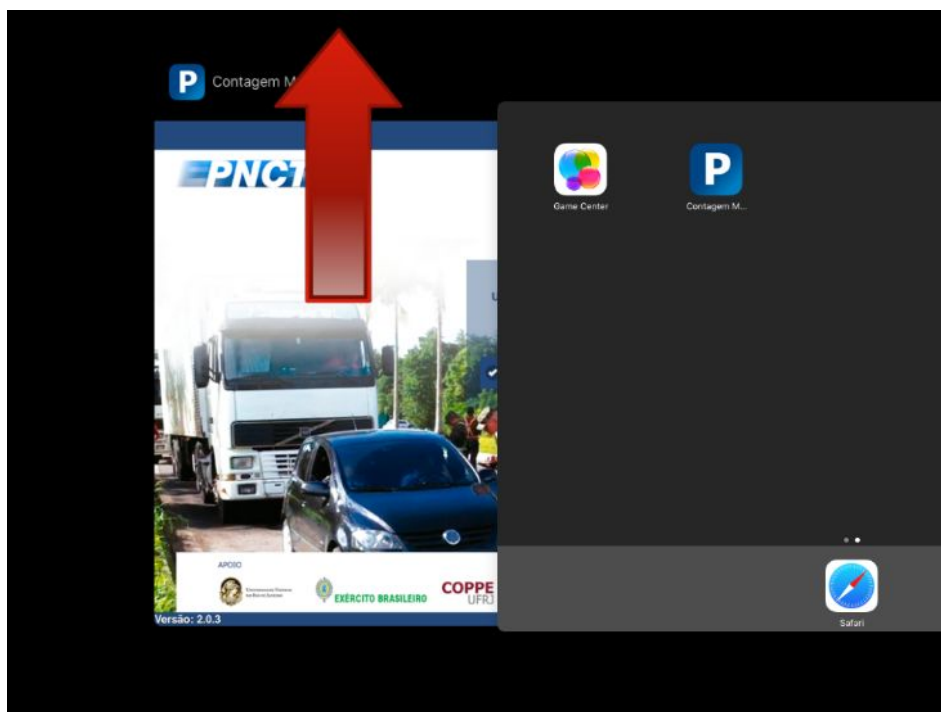 P Contagem M
PNCT
U
Game Center
P
Contagem M...
APOIO
EXÉRCITO BRASILEIRO
COPPE
UFRJ
Versão: 2.0.3
Safari